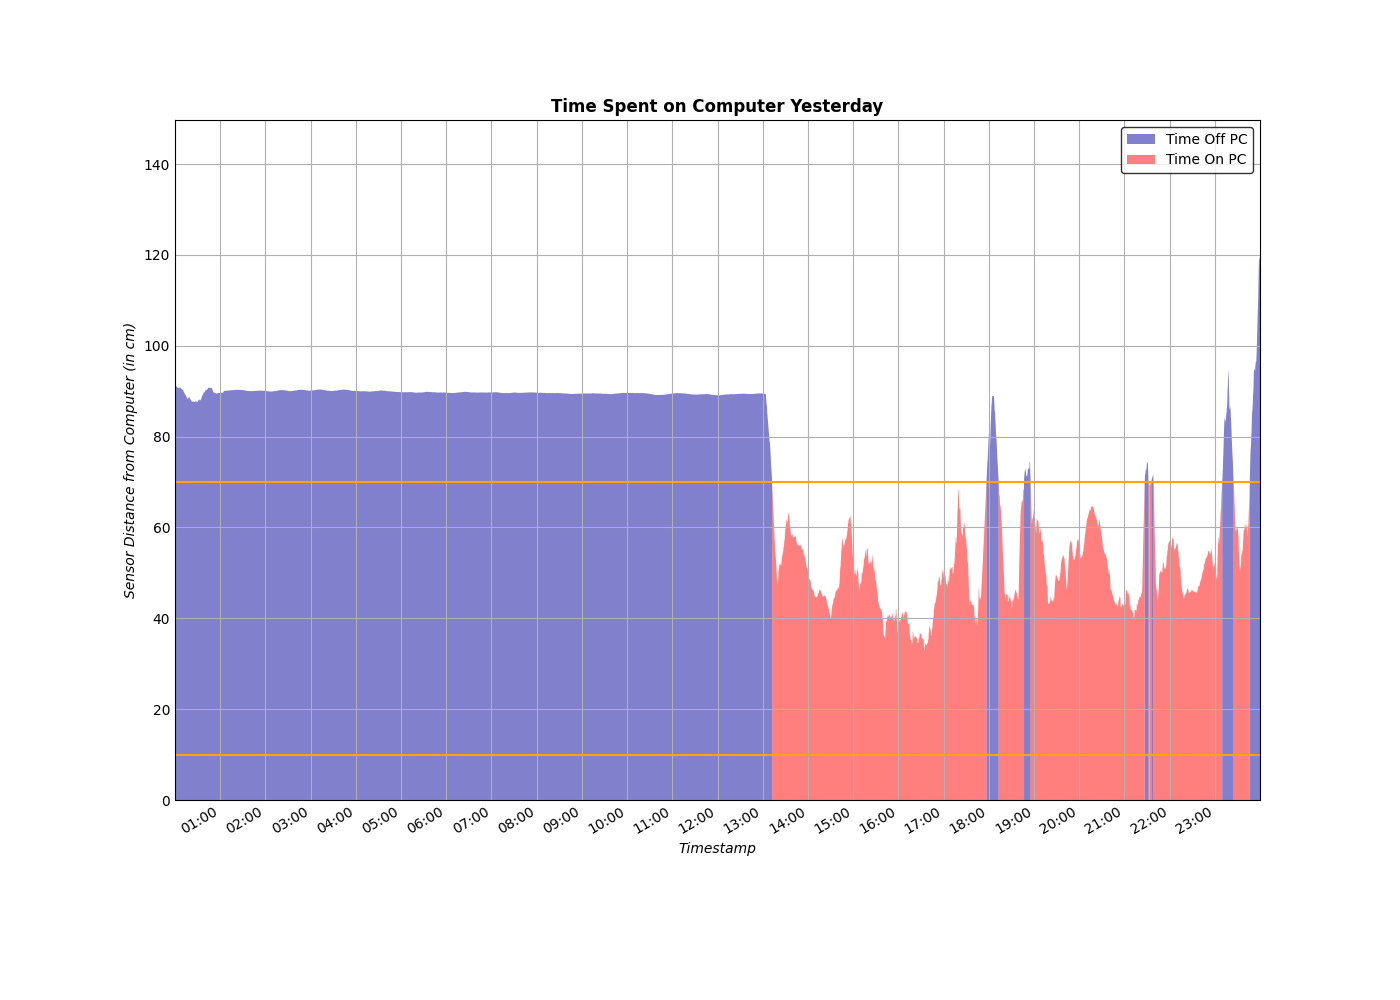 Time Spent on Computer Yesterday
Time Off PC
Time On PC
140
120
100
80
60
40
20
0
Sensor Distance from Computer (in cm)
01:00 02:00 03:00 04:00 05:00 06:00 07:00 08:00 09:00 10:00 11:00 12:00 13:00 14:00 15:00 16:00 17:00 18:00 19:00 20:00 21:00 22:00 23:00
Timestamp